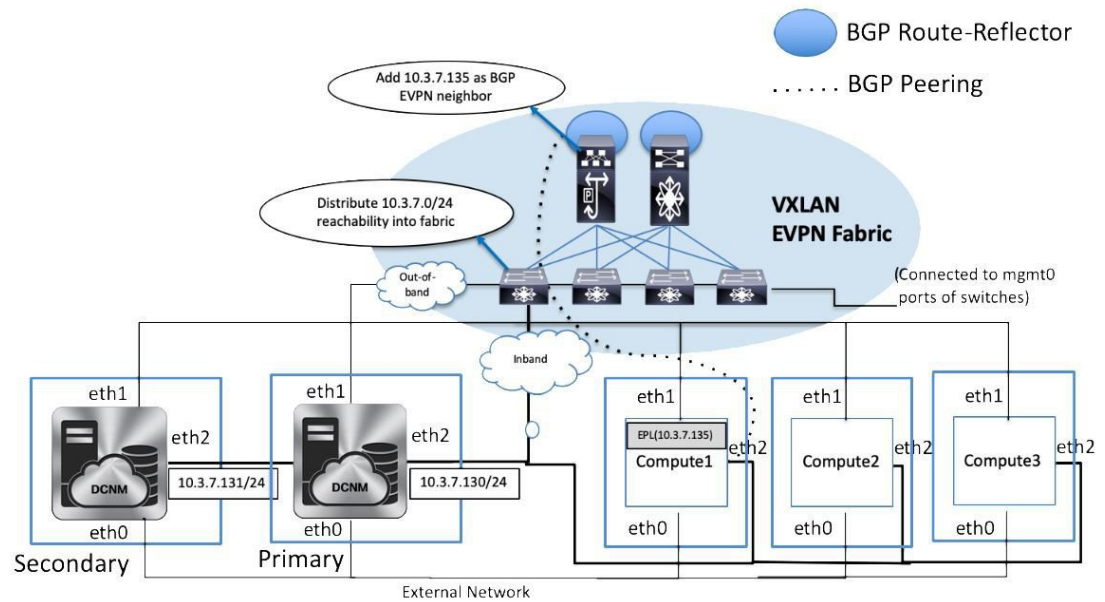 BGP Route-Reflector
BGP Peering
Add 10.3.7.135 as BGP
EVPN neighbor
P
Distribute 10.3.7.0/24
reachability into fabric
VXLAN
EVPN Fabric
Out-of-
band
(Connected to mgmt0
ports of switches)
Inband
eth1
eth1
eth1
eth1
eth1
eth2
eth2
EPL(10.3.7.135)
eth2
eth2
eth2
Compute1
Compute2
Compute3
DCNM
10.3.7.131/24
DCNM
10.3.7.130/24
eth0
eth0
eth0
eth0
eth0
Secondary
Primary
External Network